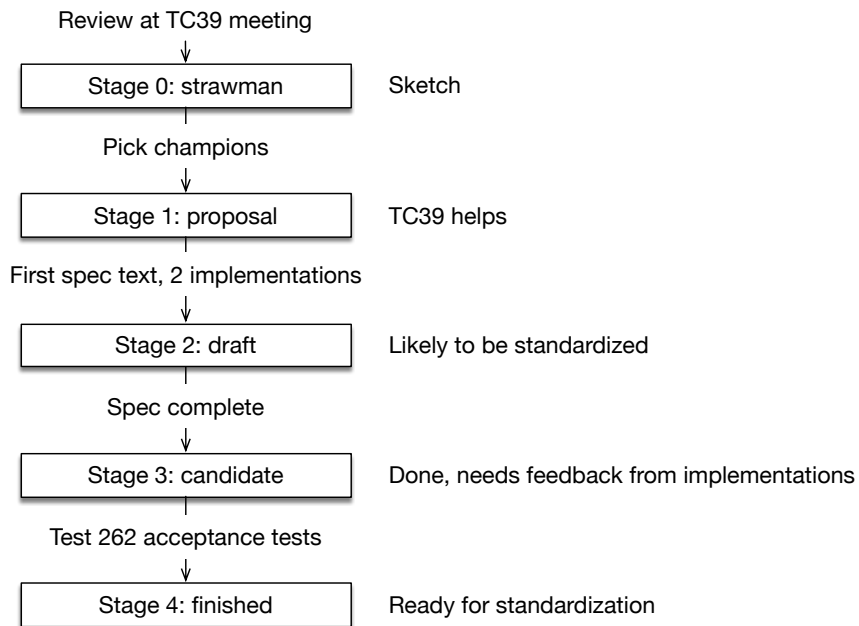 Review at TC39 meeting
Stage 0: strawman
Sketch
Pick champions
Stage 1: proposal
TC39 helps
First spec text, 2 implementations
Stage 2: draft
Likely to be standardized
Spec complete
Stage 3: candidate
Done, needs feedback from implementations
Test 262 acceptance tests
Stage 4: finished
Ready for standardization